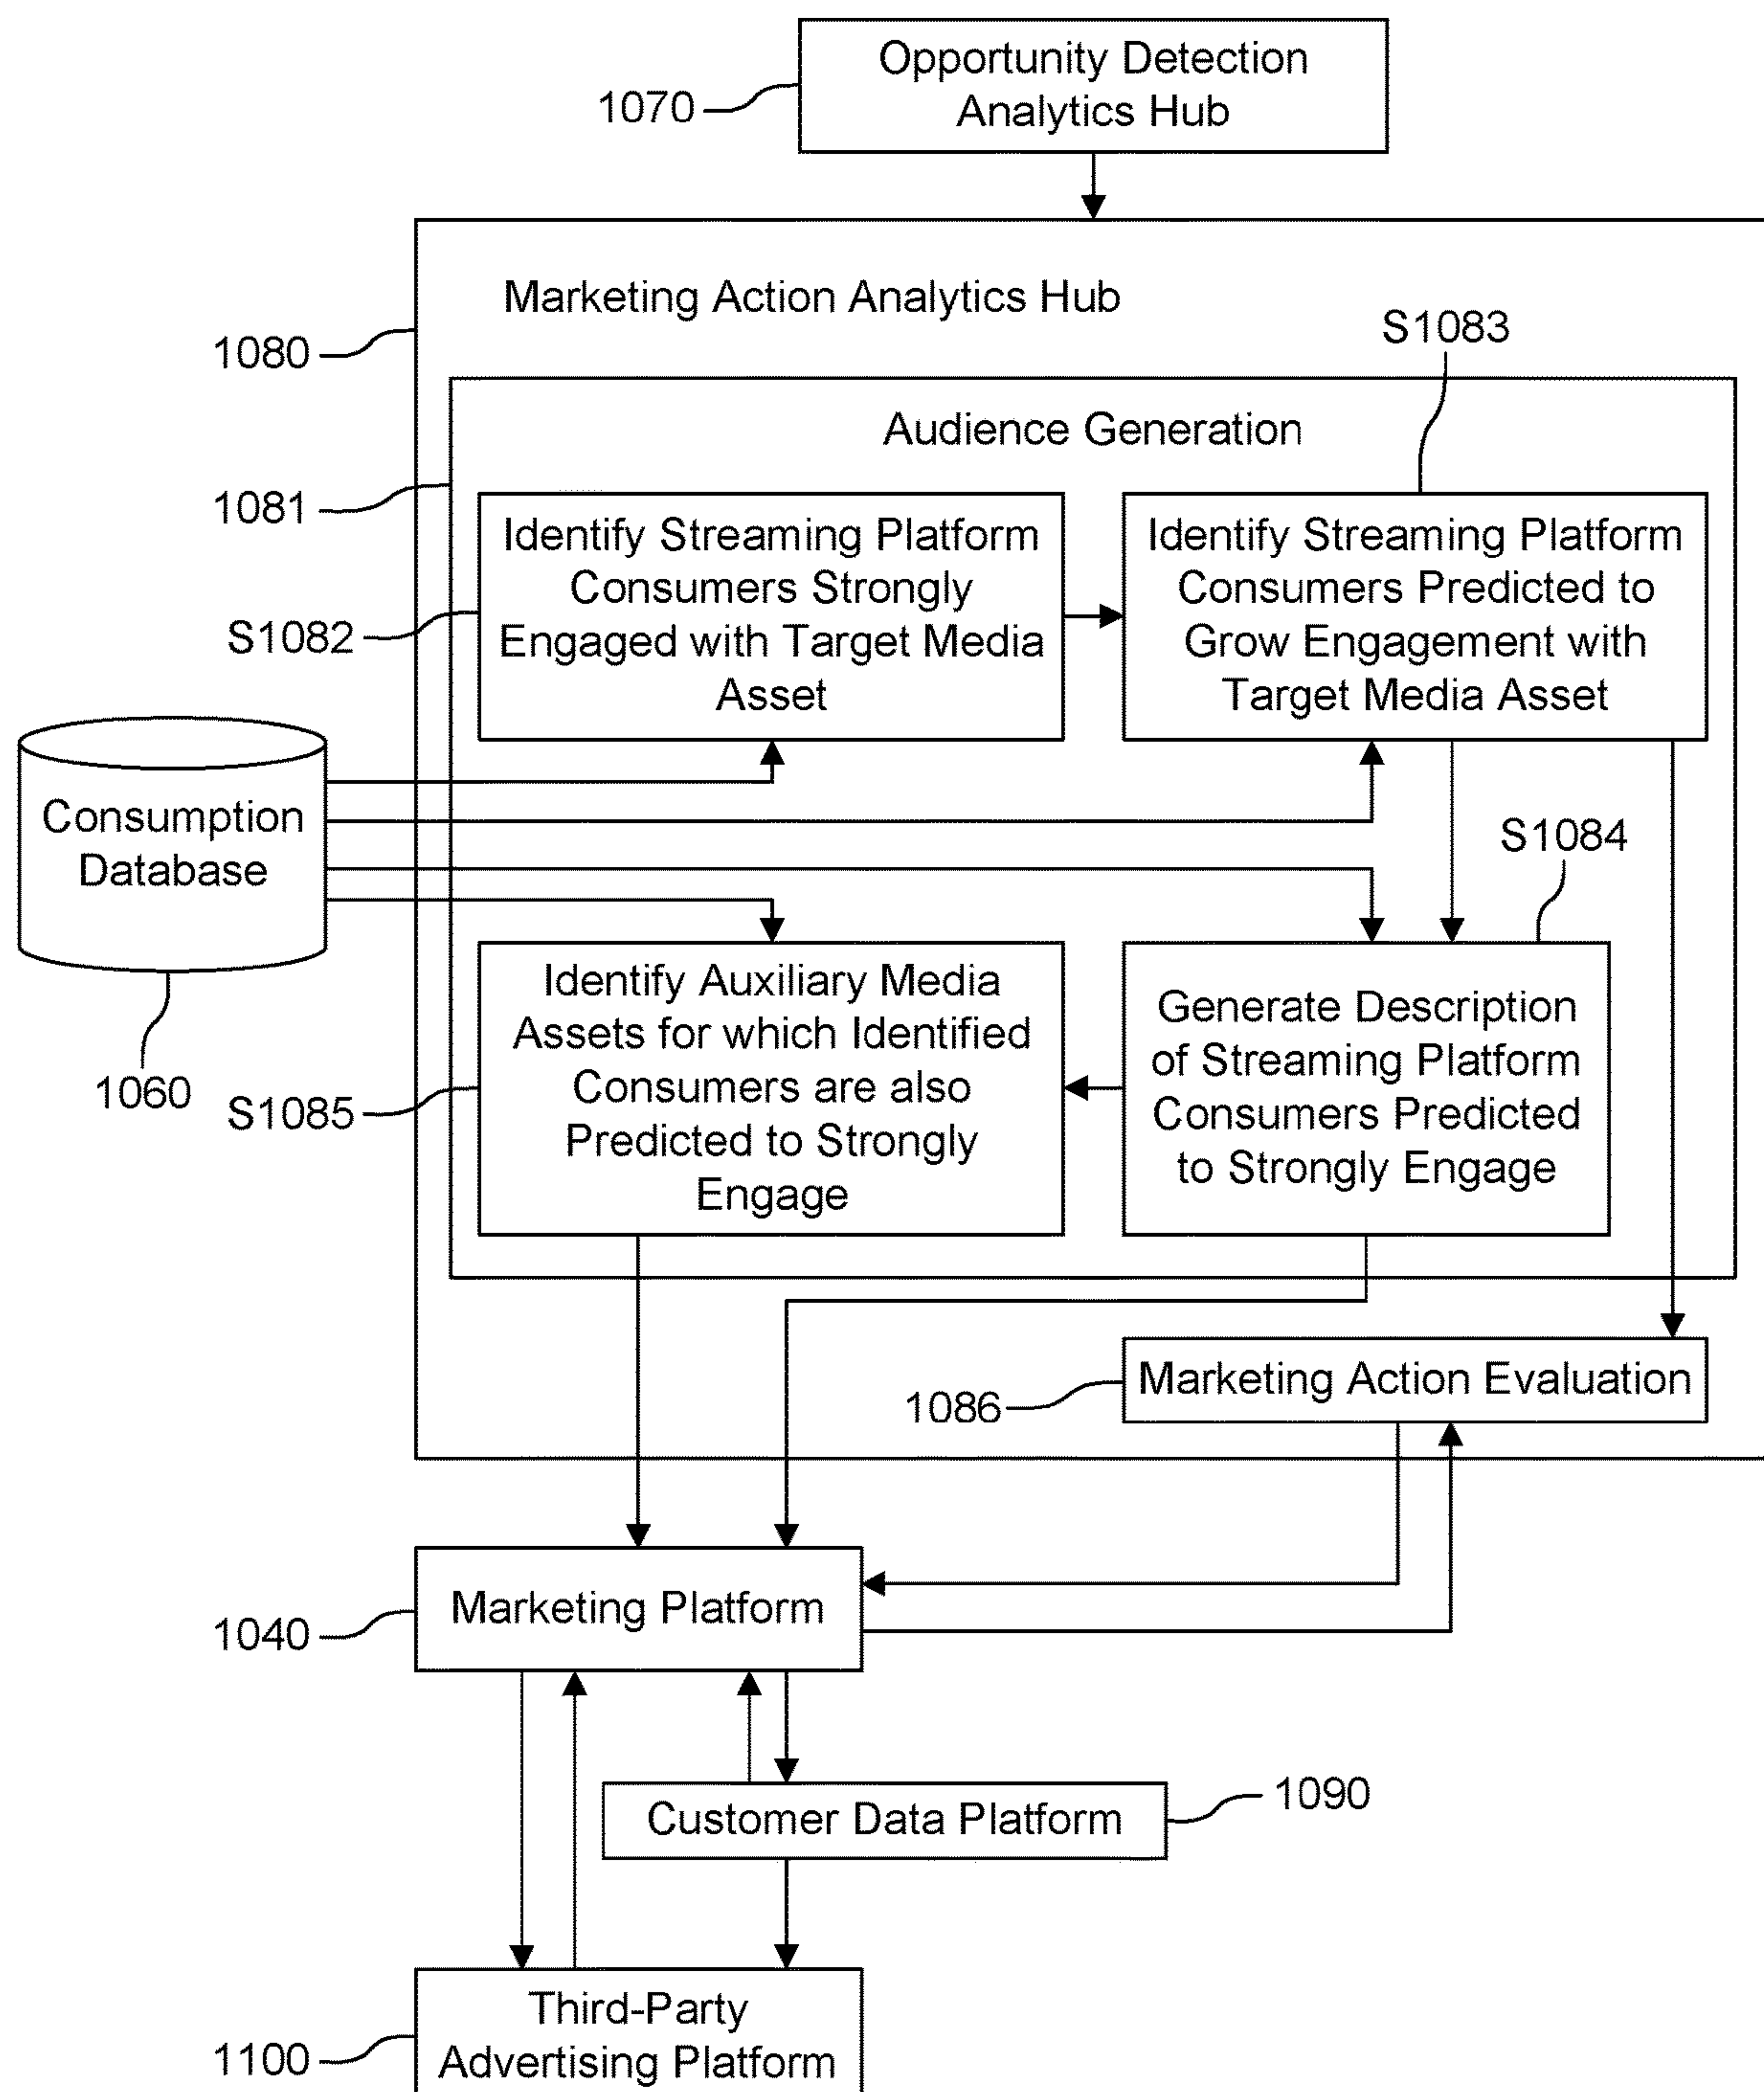 Opportunity Detection
Analytics Hub
1070
Marketing Action Analytics Hub
1080
S1083
Audience Generation
1081
Identify Streaming Platform
Consumers Strongly
Engaged with Target Media
Asset
S1082
Identify Streaming Platform
Consumers Predicted to
Grow Engagement with
Target Media Asset
Consumption
Database
1060
S1084
Identify Auxiliary Media
Assets for which Identified
Consumers are also
Predicted to Strongly
Engage
S1085
Generate Description
of Streaming Platform
Consumers Predicted
to Strongly Engage
Marketing Action Evaluation
1086
Marketing Platform
1040
Customer Data Platform
1090
Third-Party
Advertising Platform
1100